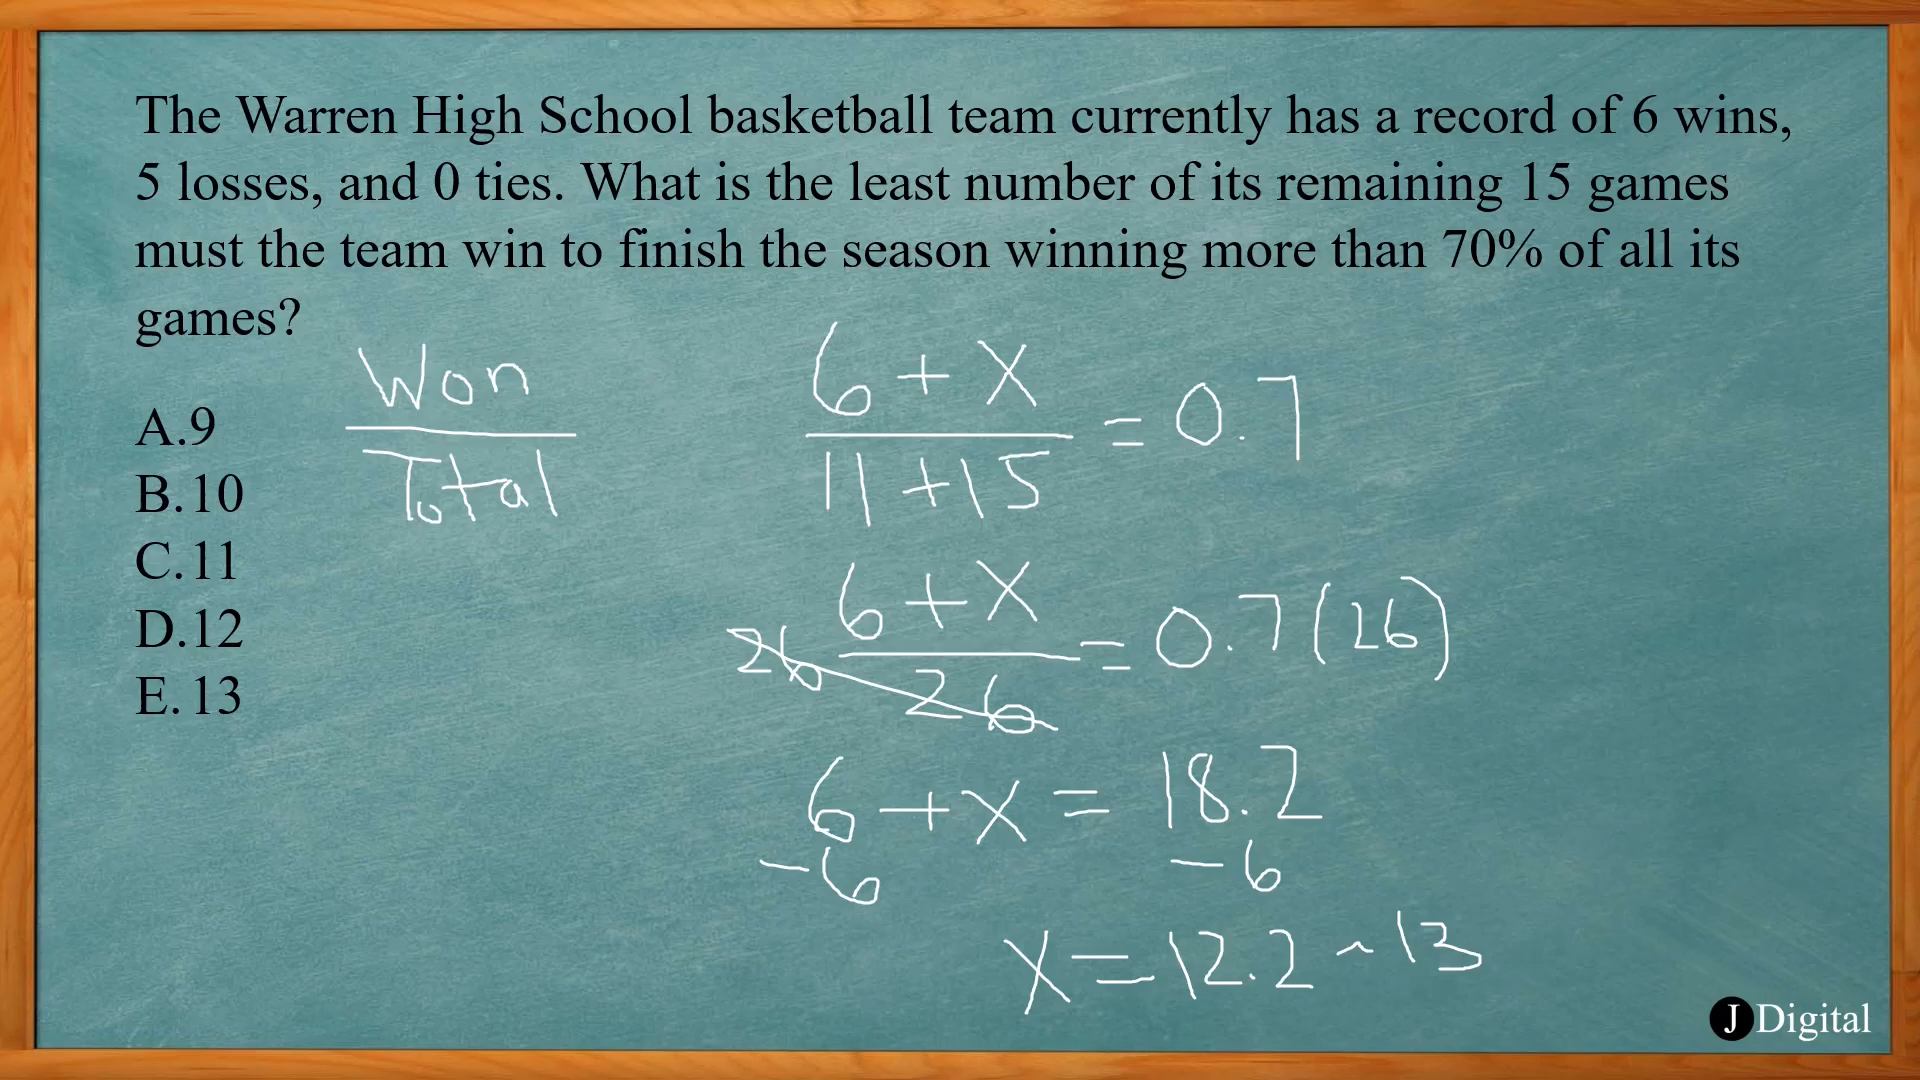 The Warren High School basketball team currently has a record of 6 wins,
5 losses, and 0 ties. What is the least number of its remaining 15 games
must the team win to finish the season winning more than 70% of all its
games?
A.9
B.10
C.11
D.12
E.13
Won
Total
6 + X
11 + 15
= 0.7
26
6 + X
26
= 0.7(26)
6 + X = 18.2
-6 -6
X = 12.2 ~ 13
J Digital